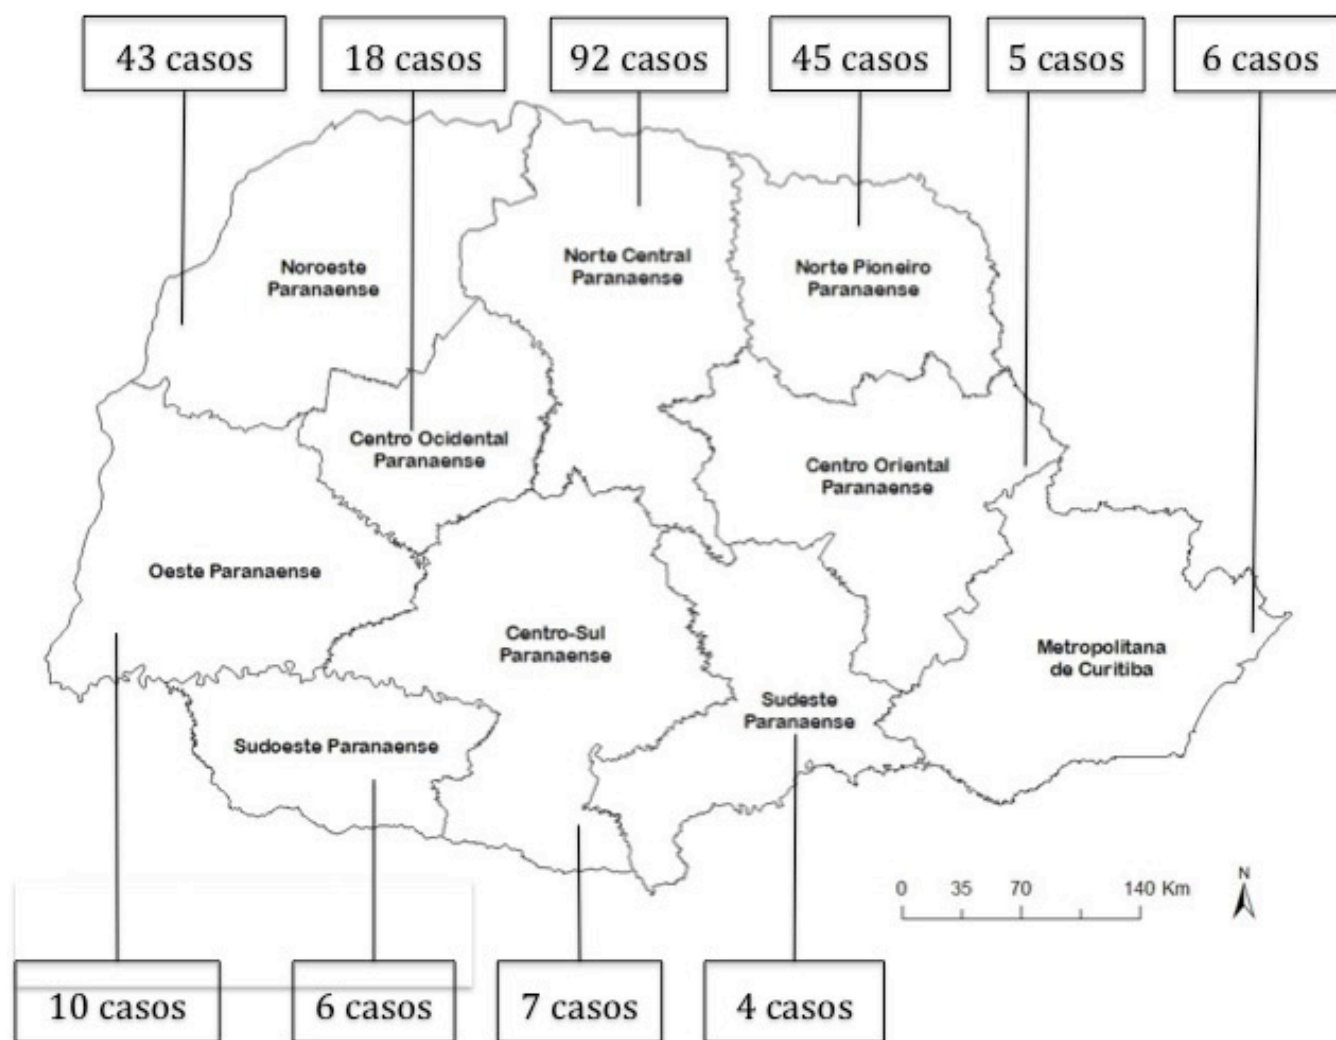 43 casos
18 casos
92 casos
45 casos
5 casos
6 casos
Noroeste
Paranaense
Norte Central
Paranaense
Norte Pioneiro
Paranaense
Centro Ocidental
Paranaense
Centro Oriental
Paranaense
Oeste Paranaense
Centro-Sul
Paranaense
Metropolitana
de Curitiba
Sudeste
Paranaense
Sudoeste Paranaense
N
0 35 70 140 Km
10 casos
6 casos
7 casos
4 casos